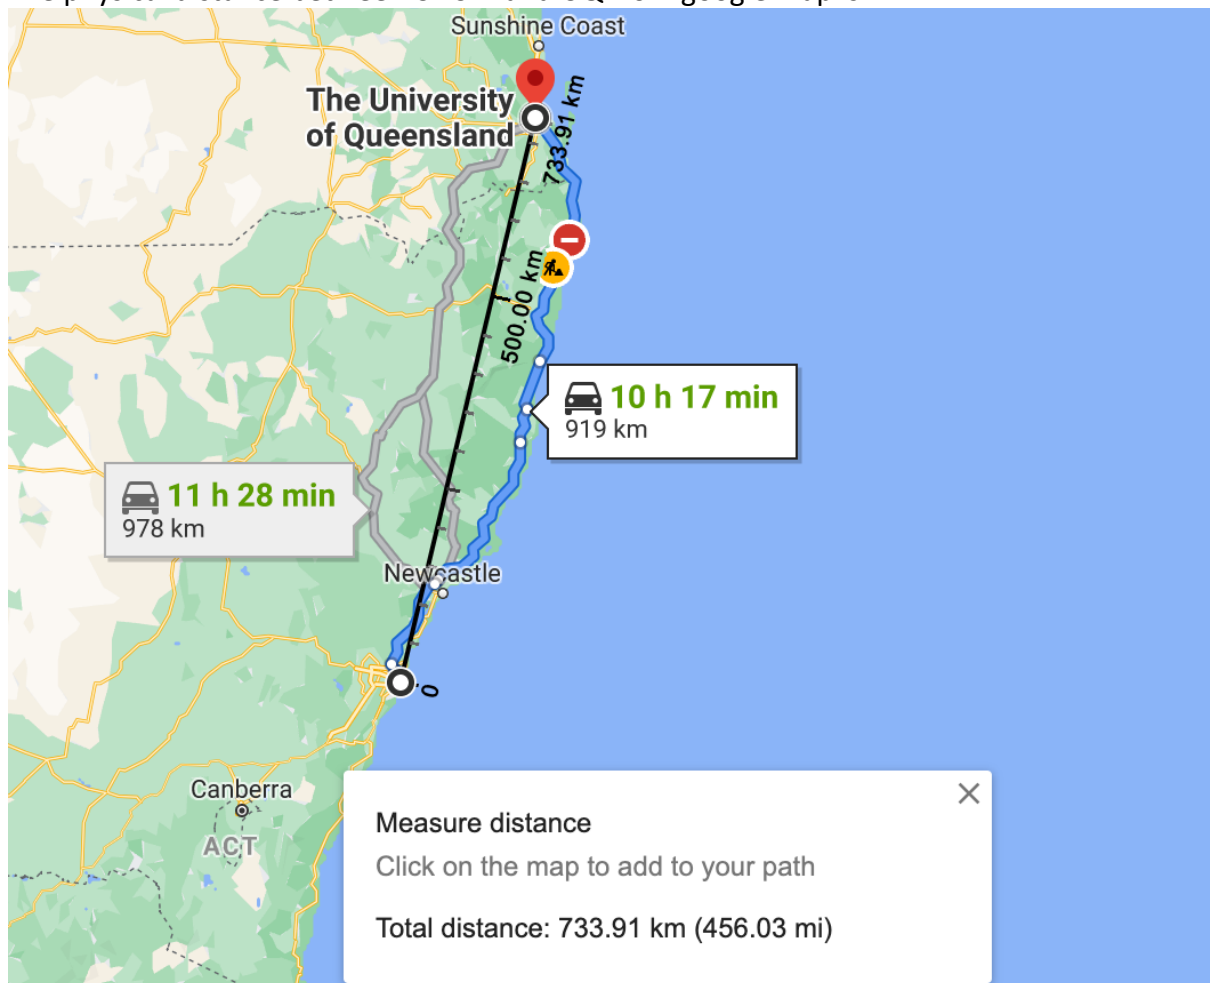 Sunshine Coast
The University
of Queensland
733.91 km
500.00 km
10 h 17 min
919 km
11 h 28 min
978 km
Newcastle
0
Canberra
ACT
Measure distance
Click on the map to add to your path
Total distance: 733.91 km (456.03 mi)